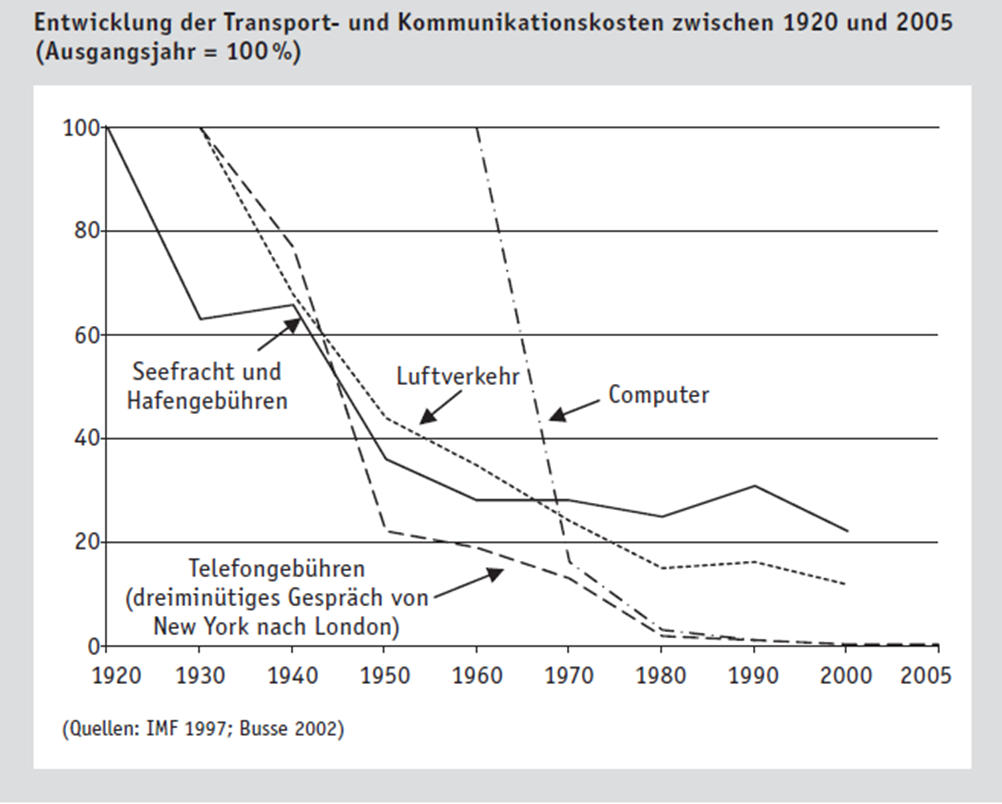 Entwicklung der Transport- und Kommunikationskosten zwischen 1920 und 2005
(Ausgangsjahr = 100 %)
100
80
60
Seefracht und
Hafengebühren
Luftverkehr
Computer
40
20
Telefongebühren
(dreiminütiges Gespräch von
New York nach London)
0
1920 1930 1940 1950 1960 1970 1980 1990 2000 2005
(Quellen: IMF 1997; Busse 2002)